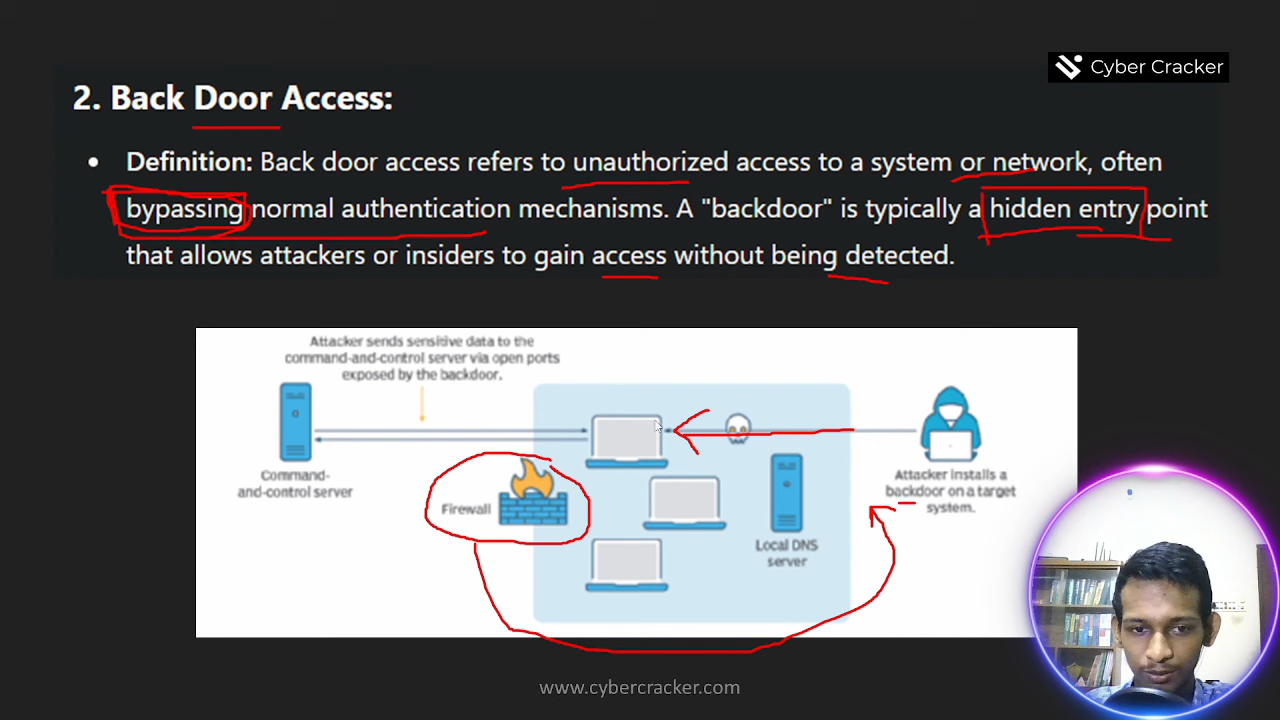 Cyber Cracker
2. Back Door Access:
• Definition: Back door access refers to unauthorized access to a system or network, often
bypassing normal authentication mechanisms. A "backdoor" is typically a hidden entry point
that allows attackers or insiders to gain access without being detected.
Attacker sends sensitive data to the
command-and-control server via open ports
exposed by the backdoor.
Command-
and-control server
Firewall
Local DNS
server
Attacker installs a
backdoor on a target
system.
www.cybercracker.com